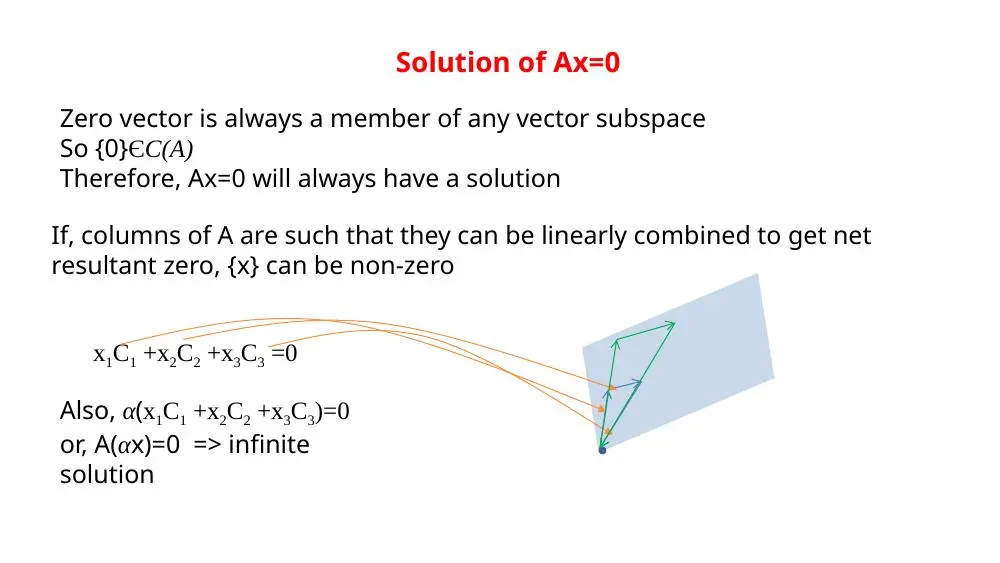 Solution of Ax=0
Zero vector is always a member of any vector subspace
So {0}ЄC(A)
Therefore, Ax=0 will always have a solution
If, columns of A are such that they can be linearly combined to get net
resultant zero, {x} can be non-zero
x₁C₁ +x₂C₂ +x₃C₃ =0
Also, α(x₁C₁ +x₂C₂ +x₃C₃)=0
or, A(αx)=0 => infinite
solution